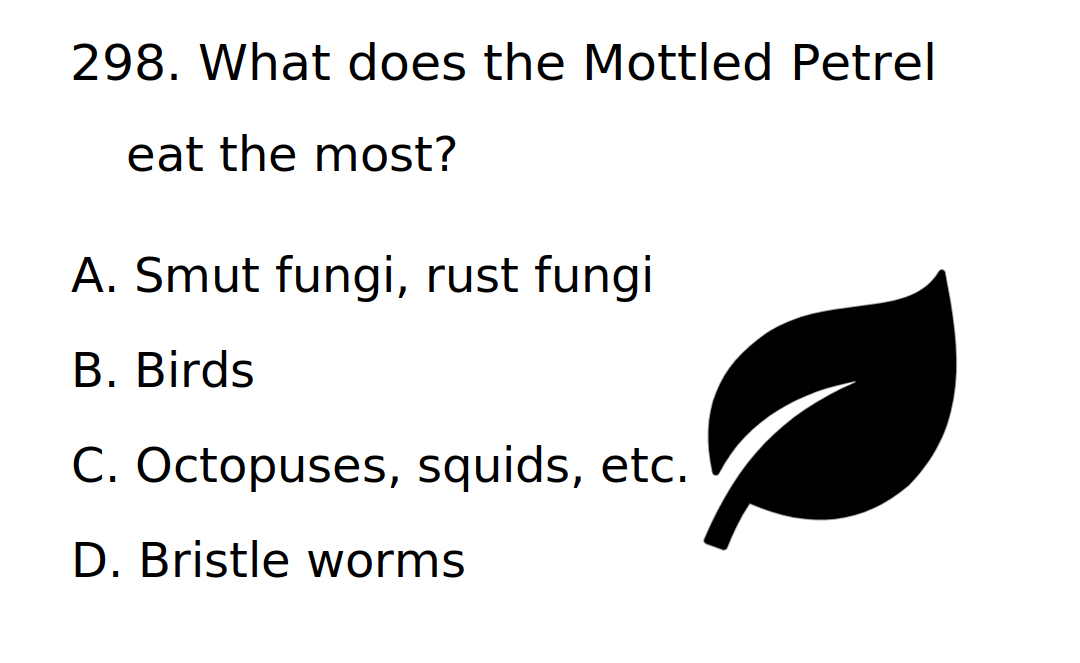 298. What does the Mottled Petrel
eat the most?
A. Smut fungi, rust fungi
B. Birds
C. Octopuses, squids, etc.
D. Bristle worms